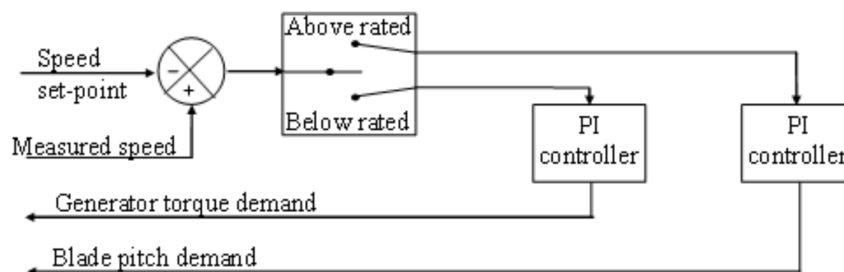 Above rated
Speed
set-point
−
+
Below rated
Measured speed
PI
controller
PI
controller
Generator torque demand
Blade pitch demand